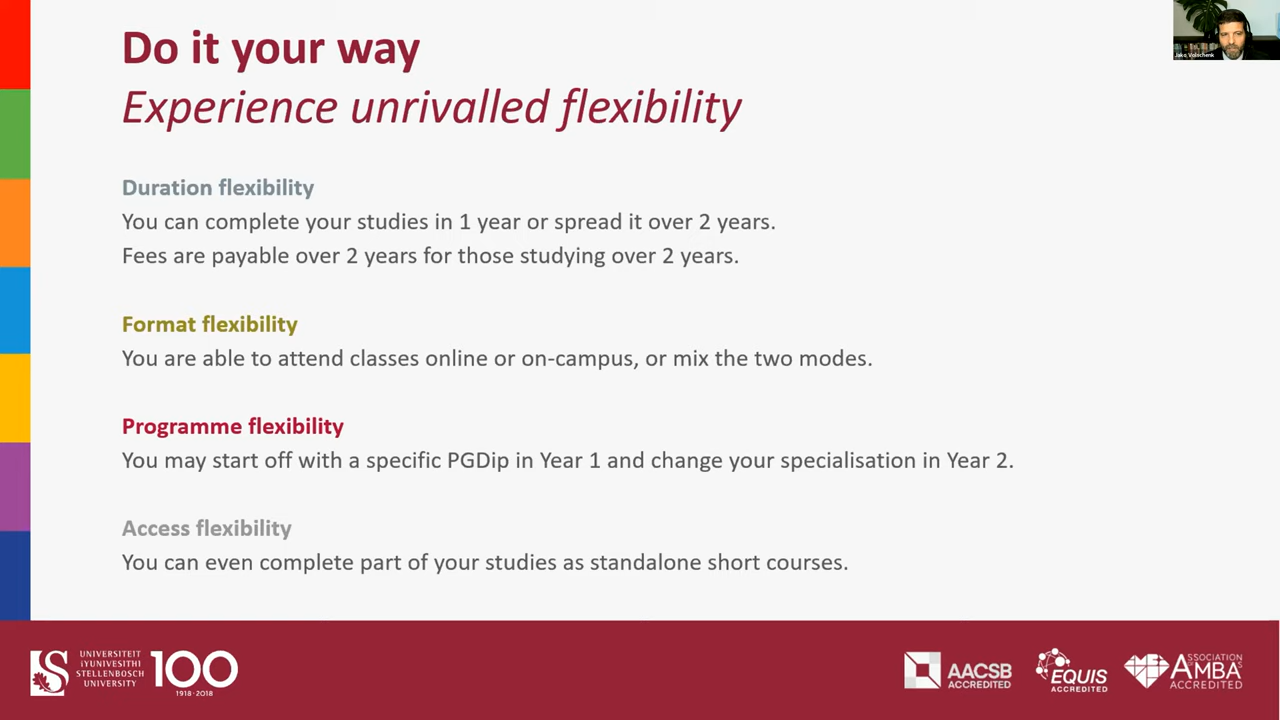 Do it your way
Experience unrivalled flexibility
Jako Volschenk
Duration flexibility
You can complete your studies in 1 year or spread it over 2 years.
Fees are payable over 2 years for those studying over 2 years.
Format flexibility
You are able to attend classes online or on-campus, or mix the two modes.
Programme flexibility
You may start off with a specific PGDip in Year 1 and change your specialisation in Year 2.
Access flexibility
You can even complete part of your studies as standalone short courses.
UNIVERSITEIT
iYUNIVESITHI
STELLENBOSCH
UNIVERSITY
100
1918·2018
AACSB
ACCREDITED
EQUIS
ACCREDITED
ASSOCIATION
AMBA
ACCREDITED